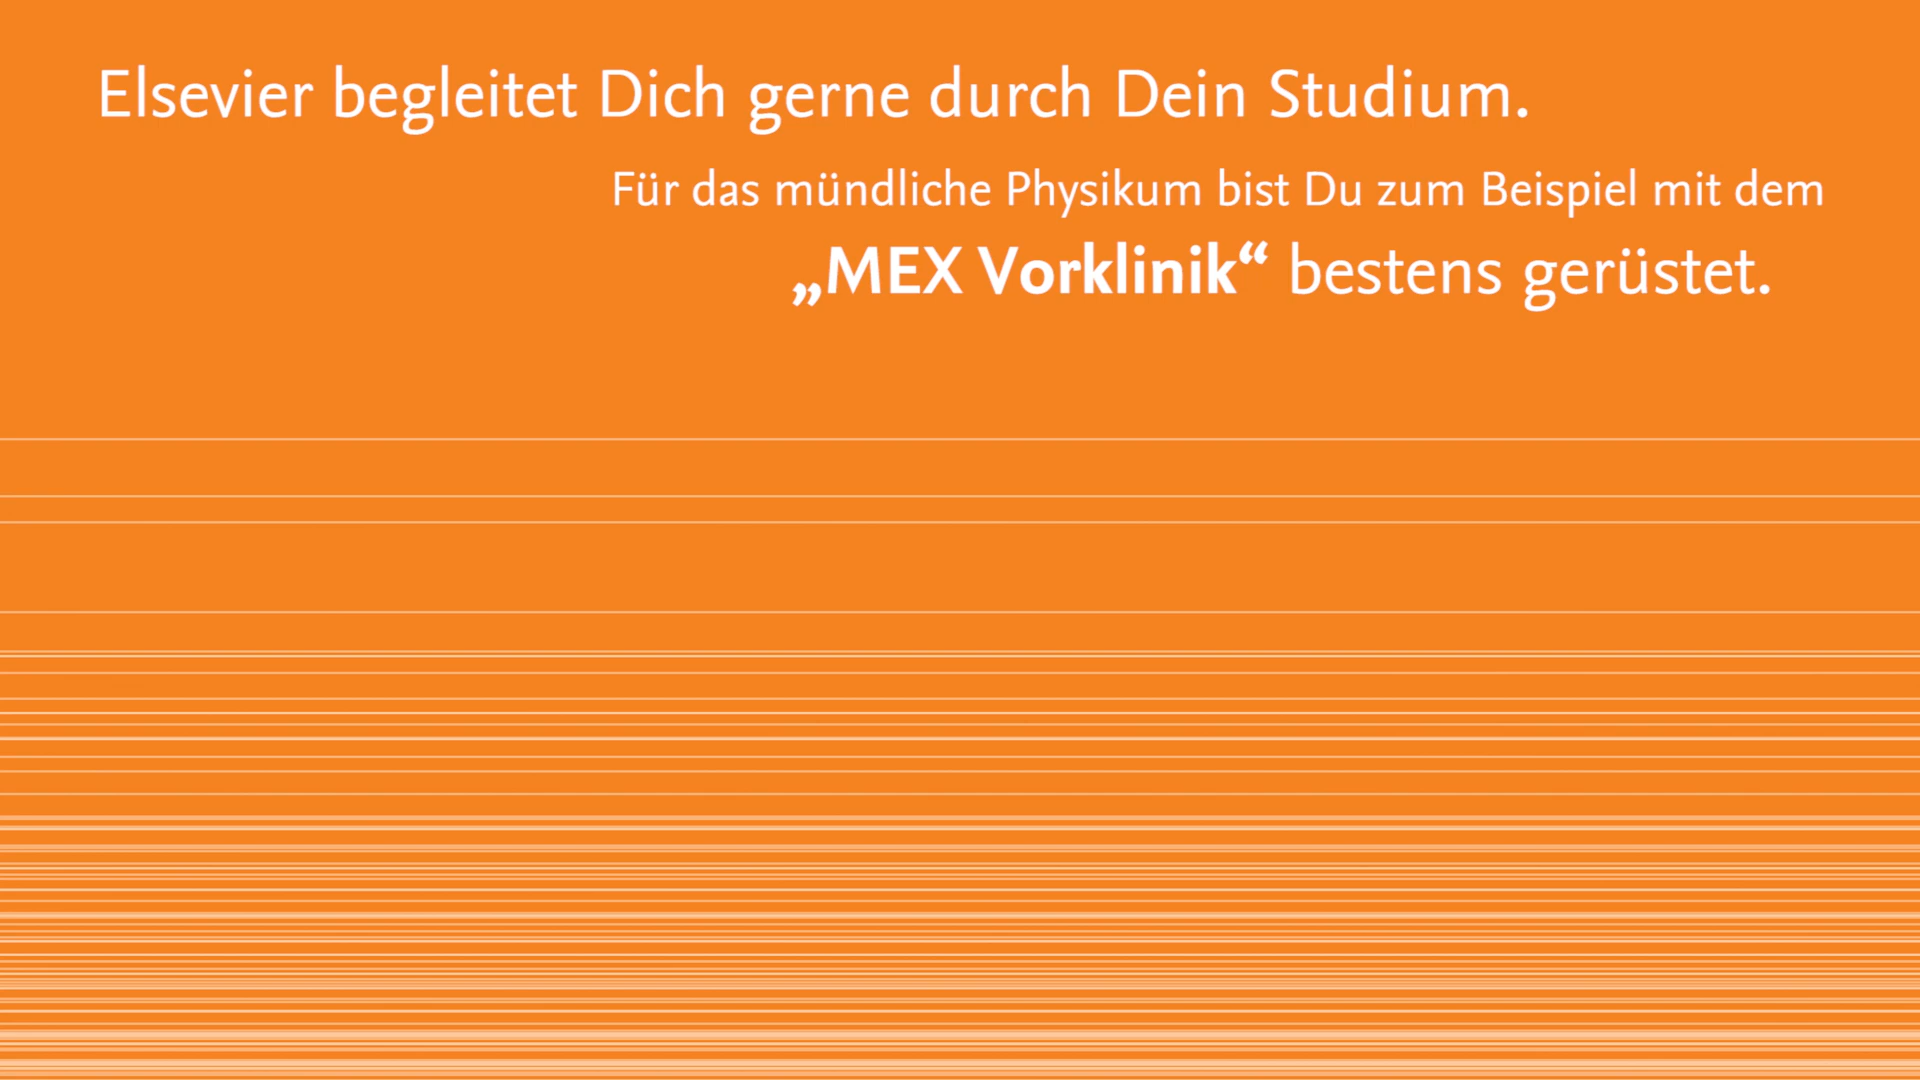 Elsevier begleitet Dich gerne durch Dein Studium.
Für das mündliche Physikum bist Du zum Beispiel mit dem
„MEX Vorklinik“ bestens gerüstet.